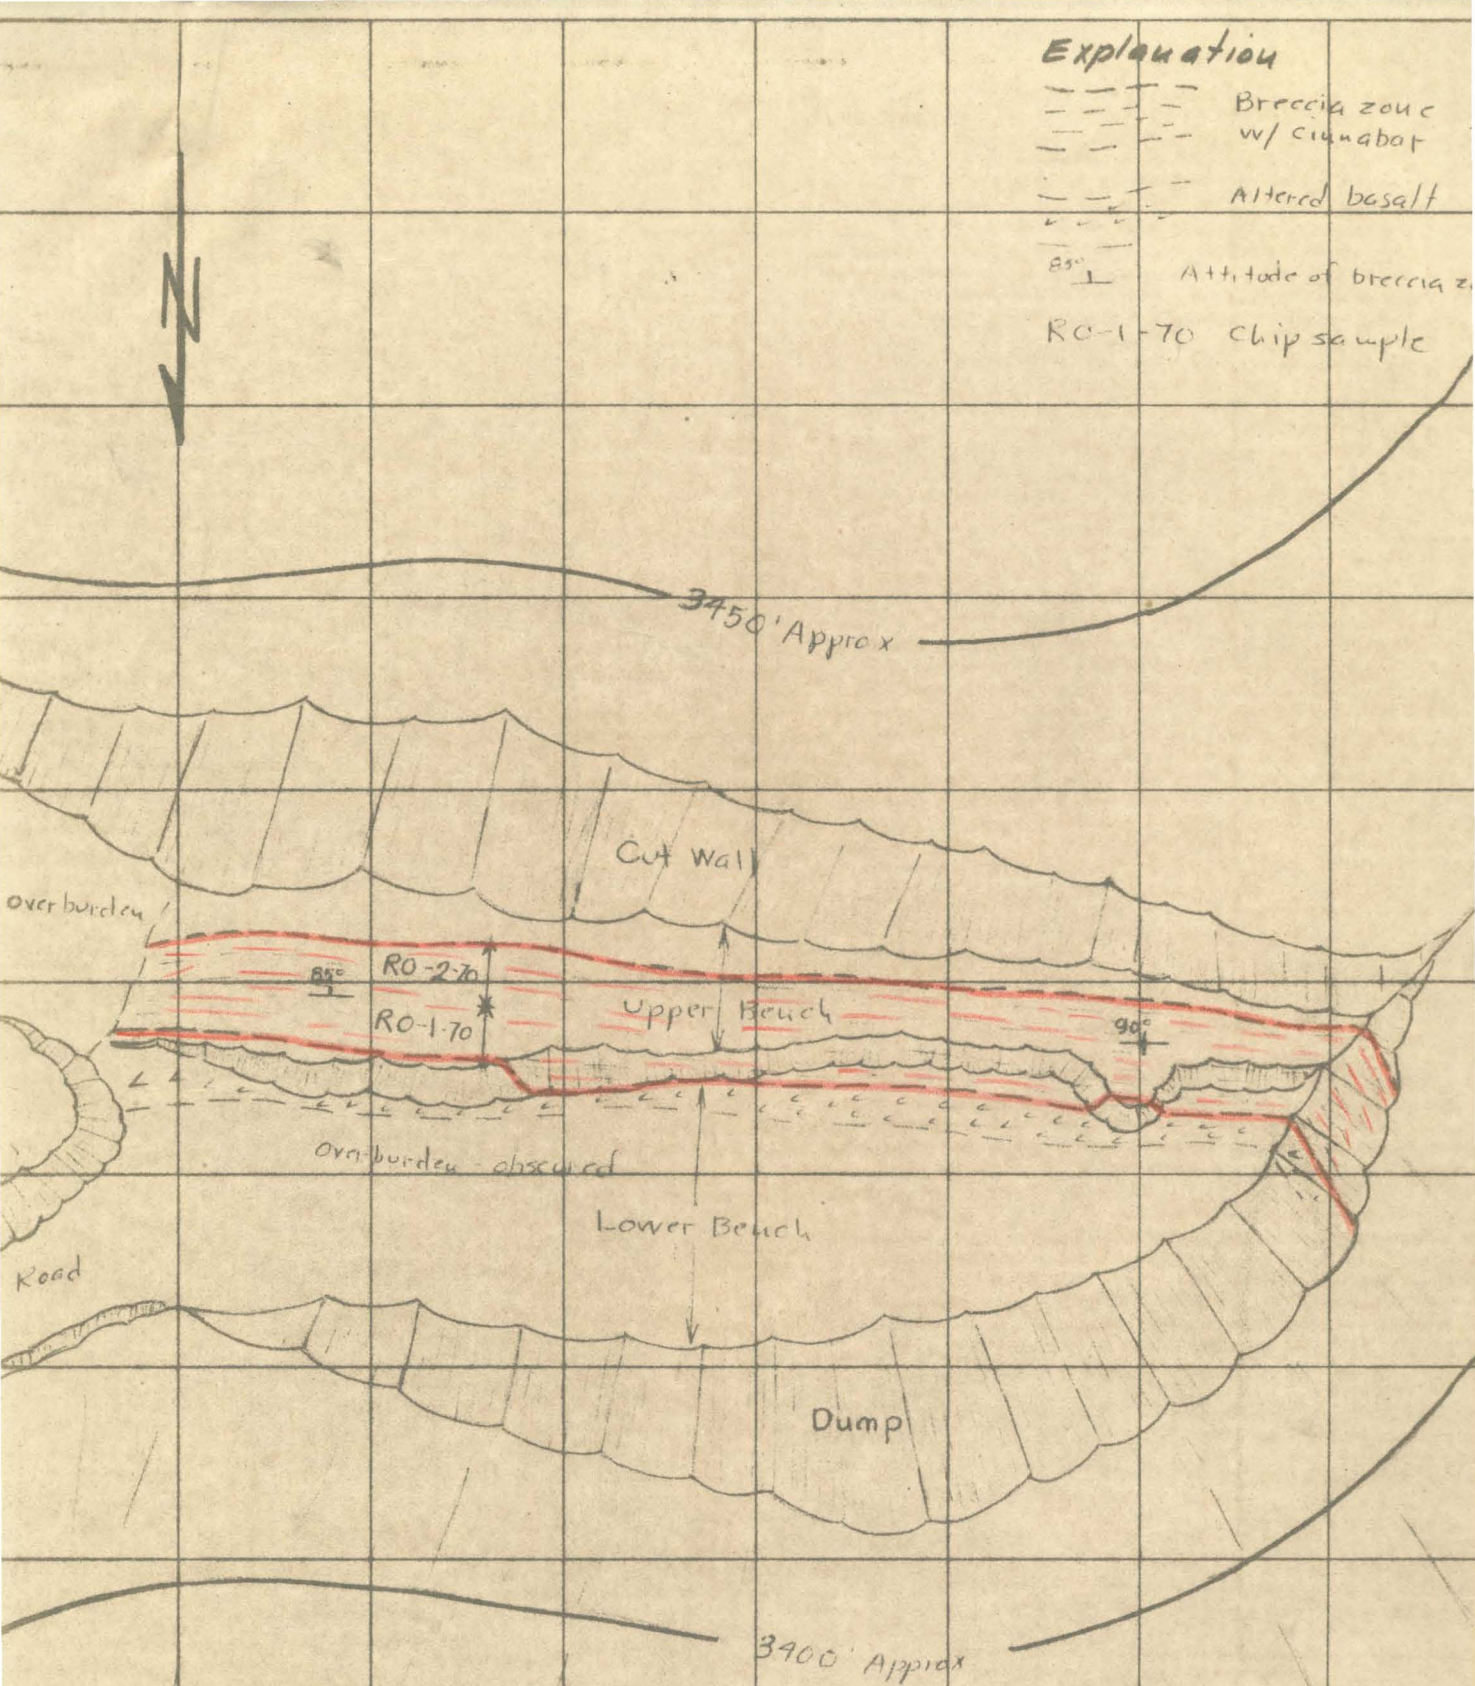 Explanation
Breccia zone
w/ cinnabar
Altered basalt
85°
Attitude of breccia
RO-1-70 Chip sample
N
3450' Approx
Cut Wall
overburden
85°
RO-2-70
Upper Bench
RO-1-70
90°
overburden obscured
Lower Bench
Road
Dump
3400' Approx